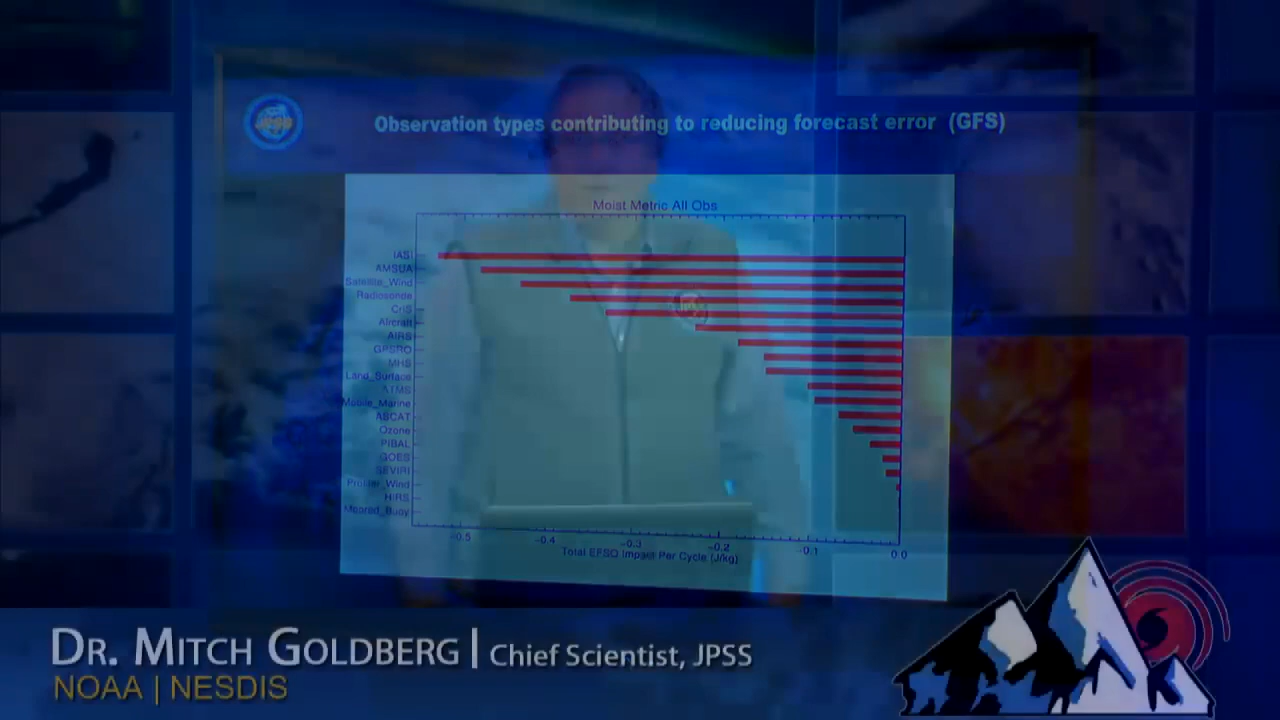 JPSS
Observation types contributing to reducing forecast error (GFS)
Moist Metric All Obs
IASI
AMSUA
Satellite_Wind
Radiosonde
CrIS
Aircraft
AIRS
GPSRO
MHS
Land_Surface
ATMS
Mobile_Marine
ASCAT
Ozone
PIBAL
GOES
SEVIRI
Profiler_Wind
HIRS
Moored_Buoy
-0.5 -0.4 -0.3 -0.2 -0.1 0.0
Total EFSO Impact Per Cycle (J/kg)
DR. MITCH GOLDBERG | Chief Scientist, JPSS
NOAA | NESDIS